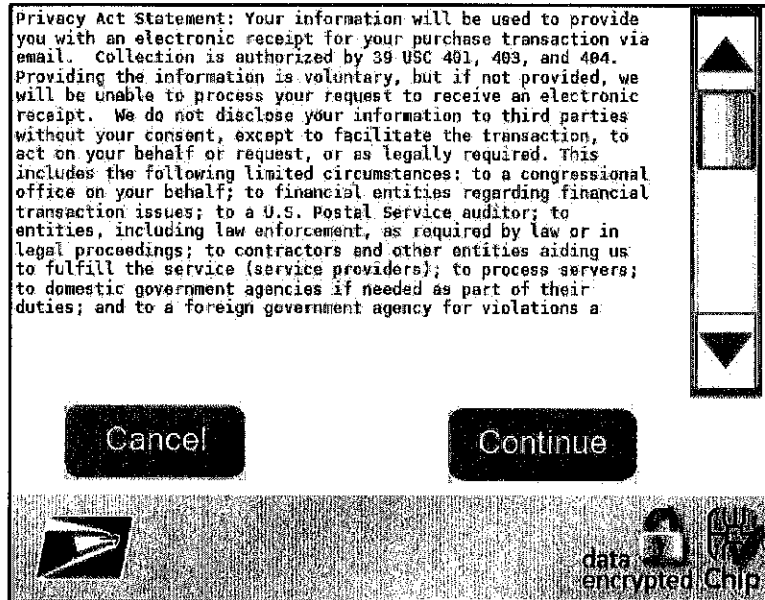 Privacy Act Statement: Your information will be used to provide
you with an electronic receipt for your purchase transaction via
email.  Collection is authorized by 39 USC 401, 403, and 404.
Providing the information is voluntary, but if not provided, we
will be unable to process your request to receive an electronic
receipt.  We do not disclose your information to third parties
without your consent, except to facilitate the transaction, to
act on your behalf or request, or as legally required. This
includes the following limited circumstances: to a congressional
office on your behalf; to financial entities regarding financial
transaction issues; to a U.S. Postal Service auditor; to
entities, including law enforcement, as required by law or in
legal proceedings; to contractors and other entities aiding us
to fulfill the service (service providers); to process servers;
to domestic government agencies if needed as part of their
duties; and to a foreign government agency for violations a
Cancel
Continue
data
encrypted Chip